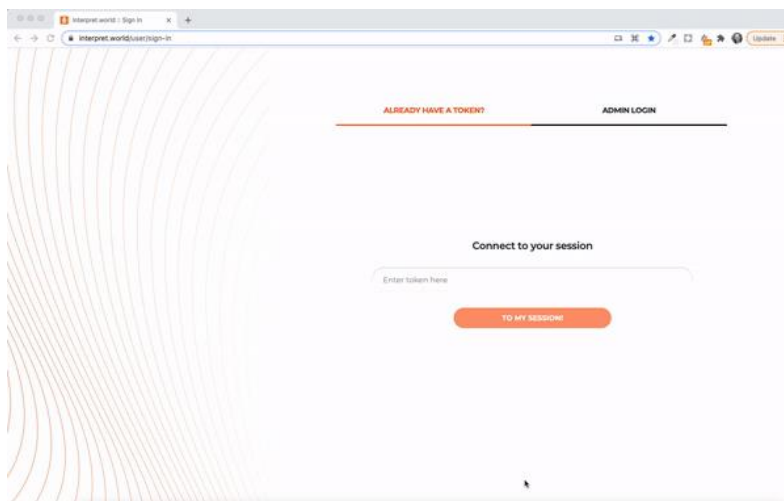 Interpret.world | Sign In
interpret.world/user/sign-in
Update
ALREADY HAVE A TOKEN? ADMIN LOGIN
Connect to your session
Enter token here
TO MY SESSION!